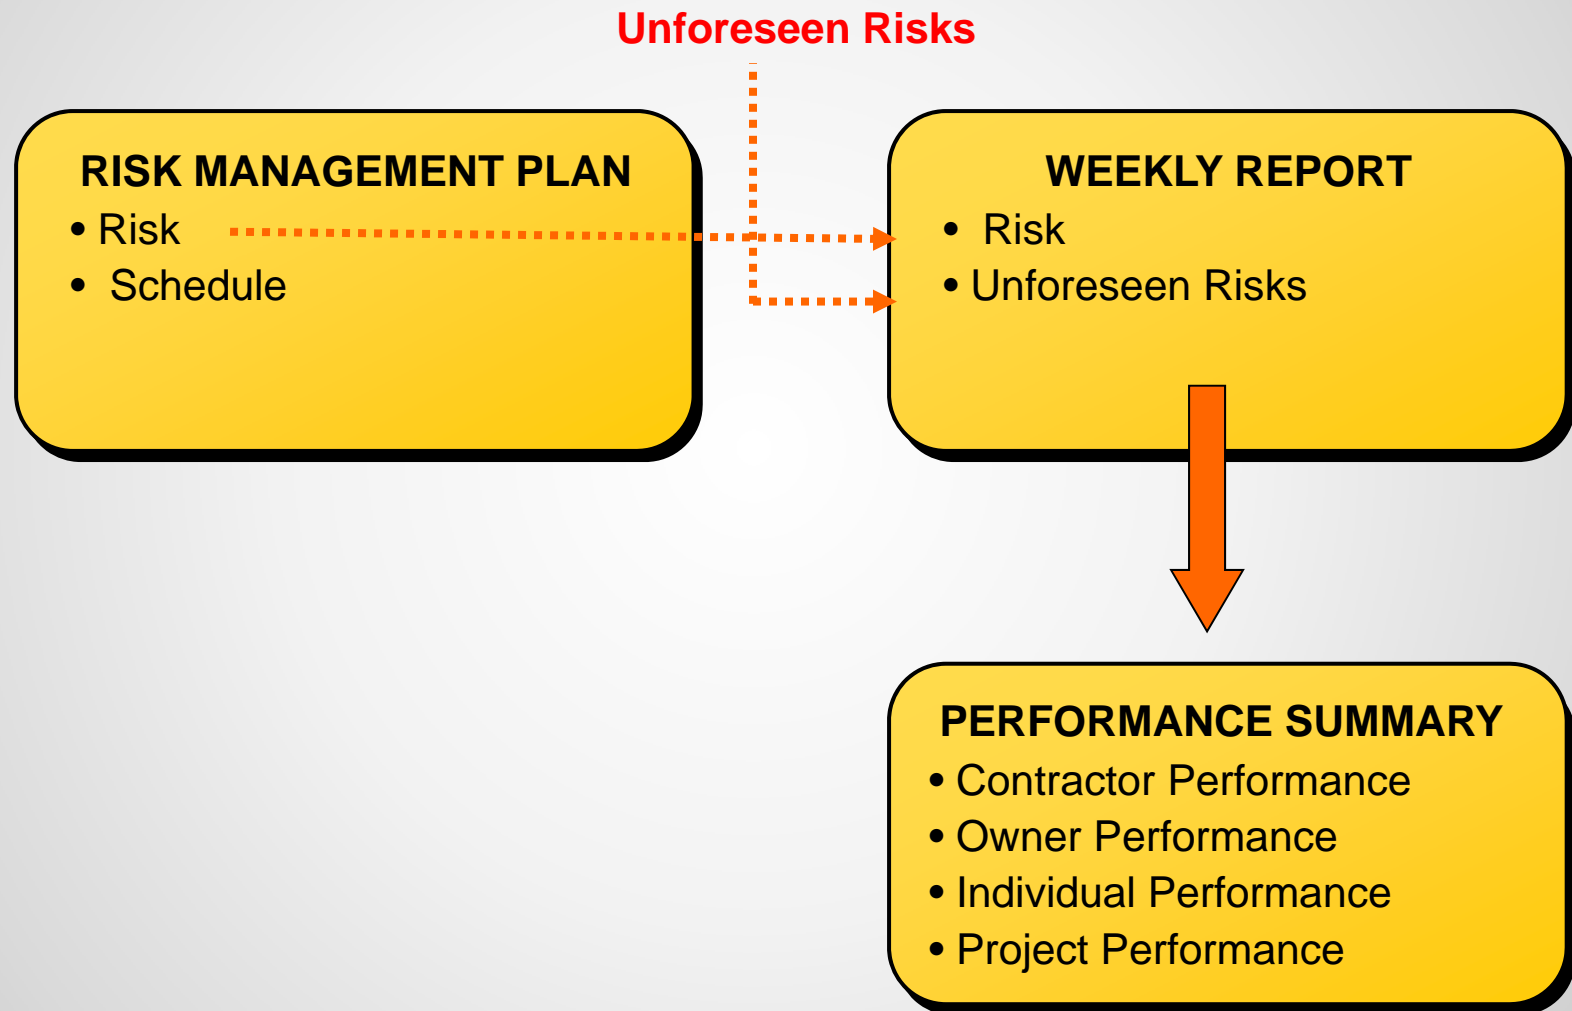 Unforeseen Risks
RISK MANAGEMENT PLAN
• Risk
• Schedule
WEEKLY REPORT
• Risk
• Unforeseen Risks
PERFORMANCE SUMMARY
• Contractor Performance
• Owner Performance
• Individual Performance
• Project Performance